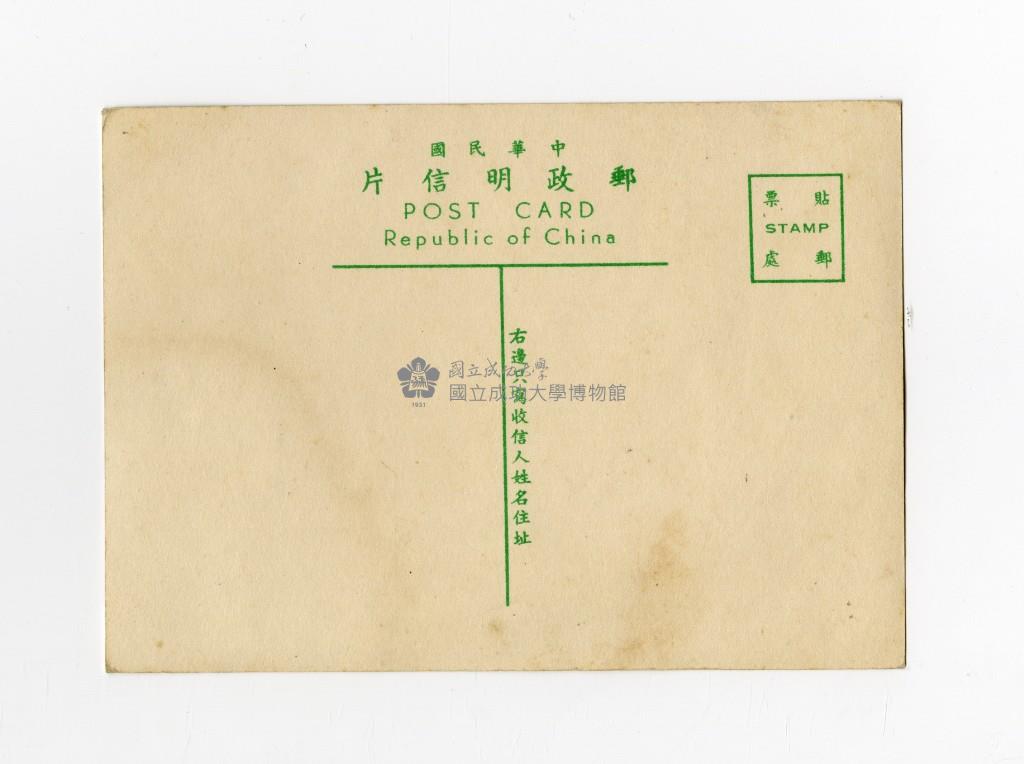 中華民國
郵政明信片
POST CARD
Republic of China
貼郵
票處
STAMP
右邊只寫收信人姓名住址
國立成功大學
國立成功大學博物館
1931